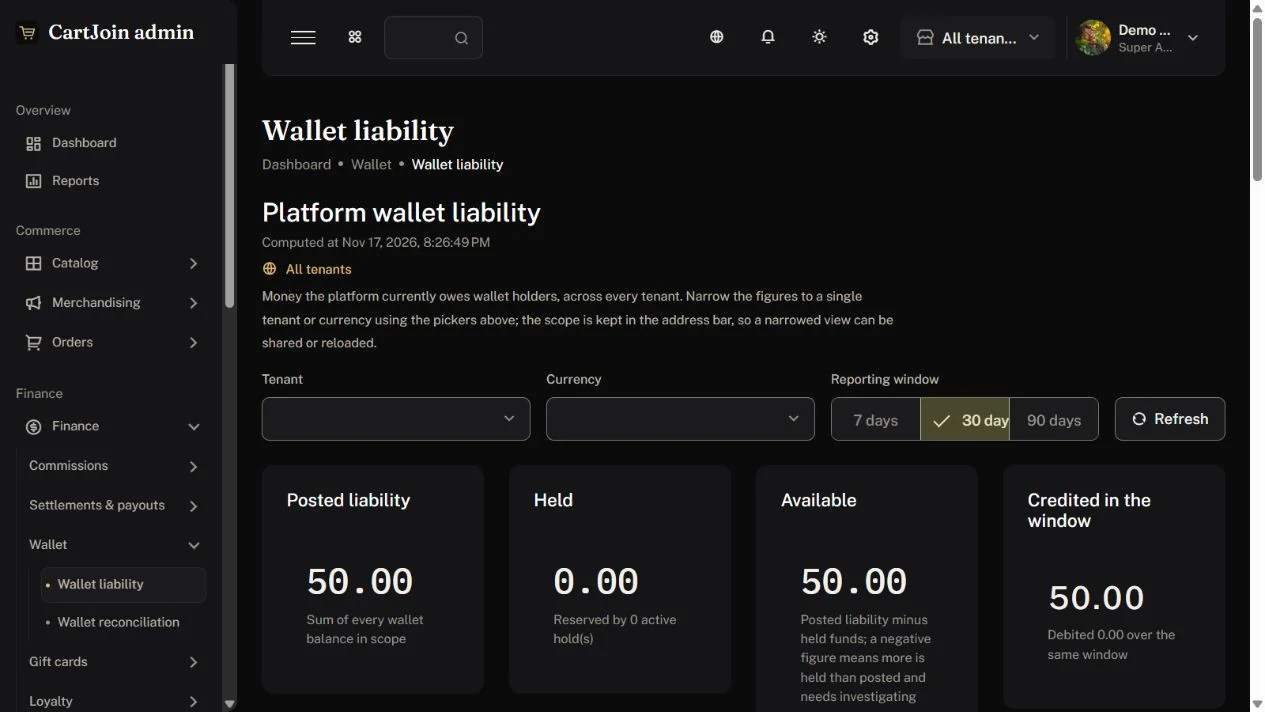 CartJoin admin
Overview
Dashboard
Reports
Commerce
Catalog
Merchandising
Orders
Finance
Finance
Commissions
Settlements & payouts
Wallet
Wallet liability
Wallet reconciliation
Gift cards
Loyalty
All tenan...
Demo ...
Super A...
Wallet liability
Dashboard • Wallet • Wallet liability
Platform wallet liability
Computed at Nov 17, 2026, 8:26:49 PM
All tenants
Money the platform currently owes wallet holders, across every tenant. Narrow the figures to a single
tenant or currency using the pickers above; the scope is kept in the address bar, so a narrowed view can be
shared or reloaded.
Tenant
Currency
Reporting window
7 days
30 day
90 days
Refresh
Posted liability
50.00
Sum of every wallet
balance in scope
Held
0.00
Reserved by 0 active
hold(s)
Available
50.00
Posted liability minus
held funds; a negative
figure means more is
held than posted and
needs investigating
Credited in the
window
50.00
Debited 0.00 over the
same window